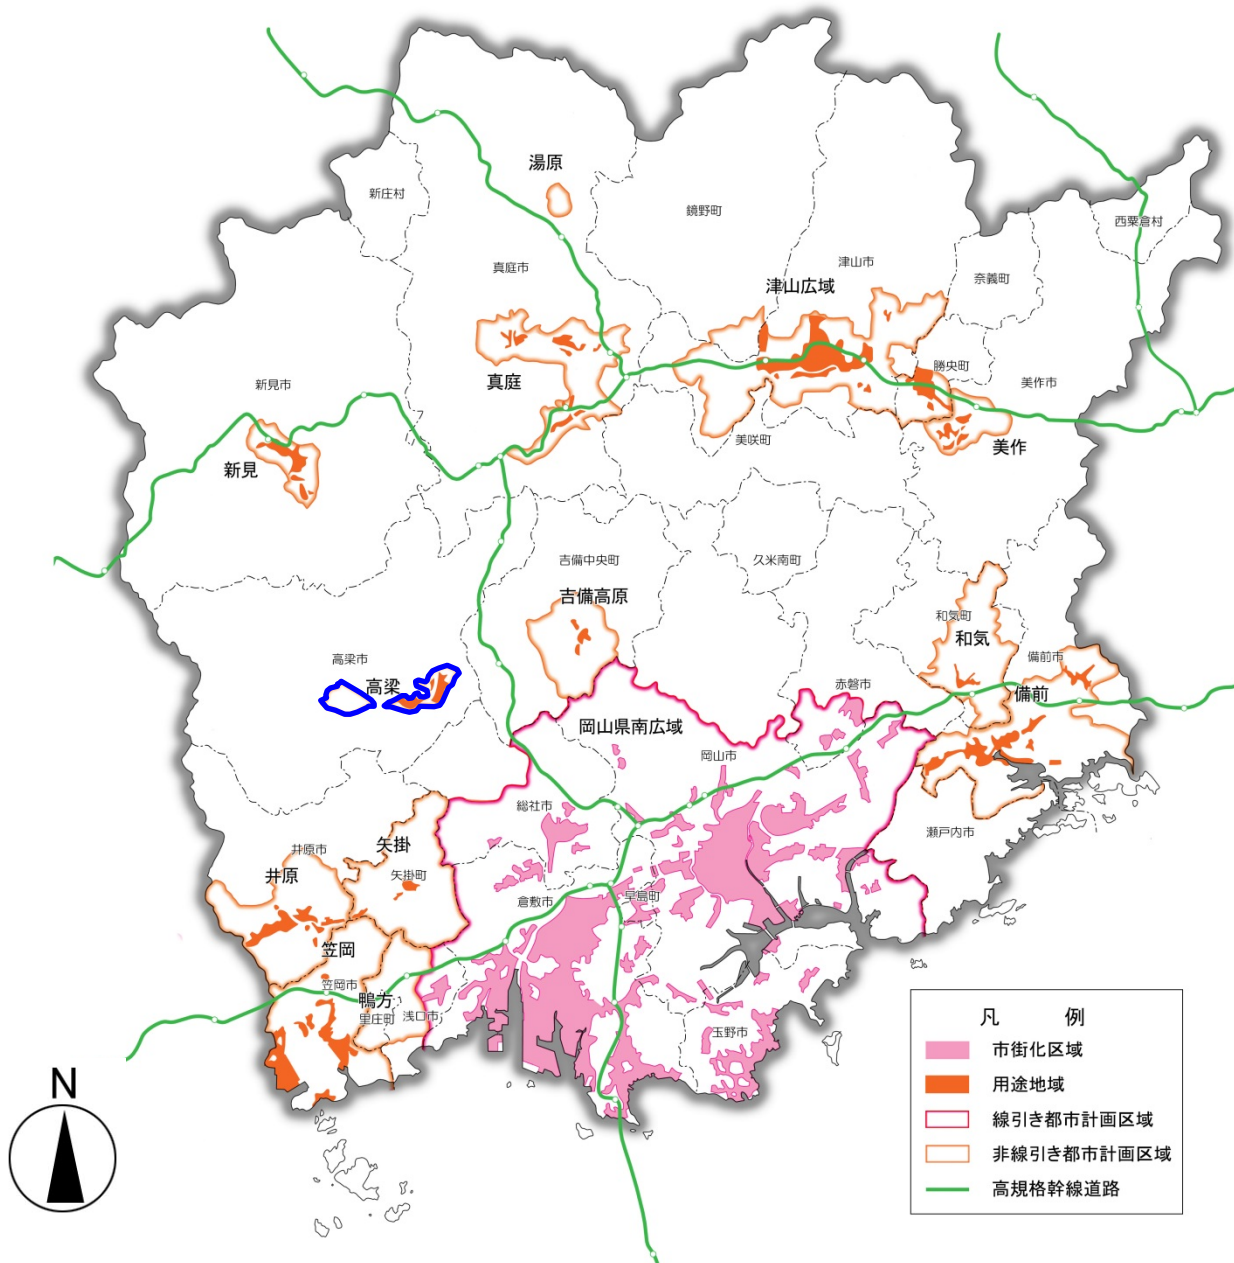 湯原
新庄村
鏡野町
西粟倉村
真庭市
津山市
奈義町
津山広域
勝央町
真庭
新見市
美作市
美咲町
美作
新見
吉備中央町
久米南町
吉備高原
和気町
和気
高梁市
備前市
高梁
赤磐市
備前
岡山県南広域
岡山市
総社市
瀬戸内市
矢掛
井原市
井原
矢掛町
倉敷市
早島町
笠岡
笠岡市
鴨方
里庄町
浅口市
玉野市
N
凡 例
市街化区域
用途地域
線引き都市計画区域
非線引き都市計画区域
高規格幹線道路